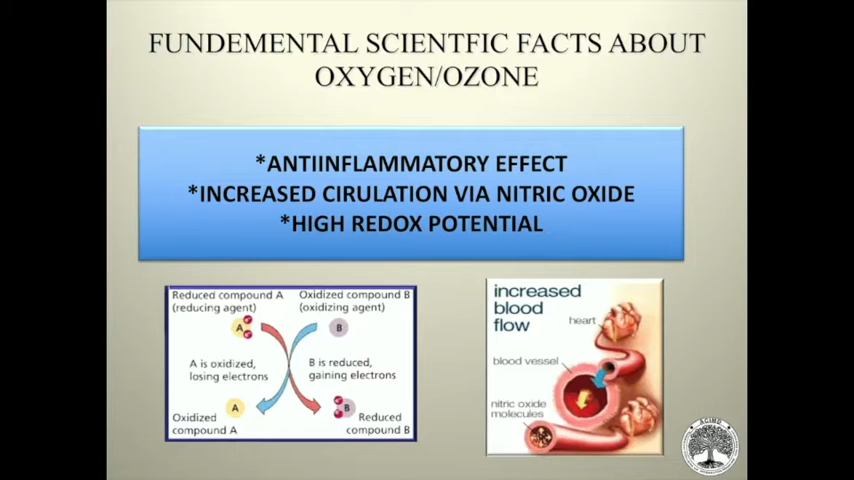 FUNDEMENTAL SCIENTFIC FACTS ABOUT
OXYGEN/OZONE
*ANTIINFLAMMATORY EFFECT
*INCREASED CIRULATION VIA NITRIC OXIDE
*HIGH REDOX POTENTIAL
Reduced compound A
(reducing agent)
Oxidized compound B
(oxidizing agent)
A
B
A is oxidized,
losing electrons
B is reduced,
gaining electrons
A
B
Oxidized
compound A
Reduced
compound B
increased
blood
flow
heart
blood vessel
nitric oxide
molecules